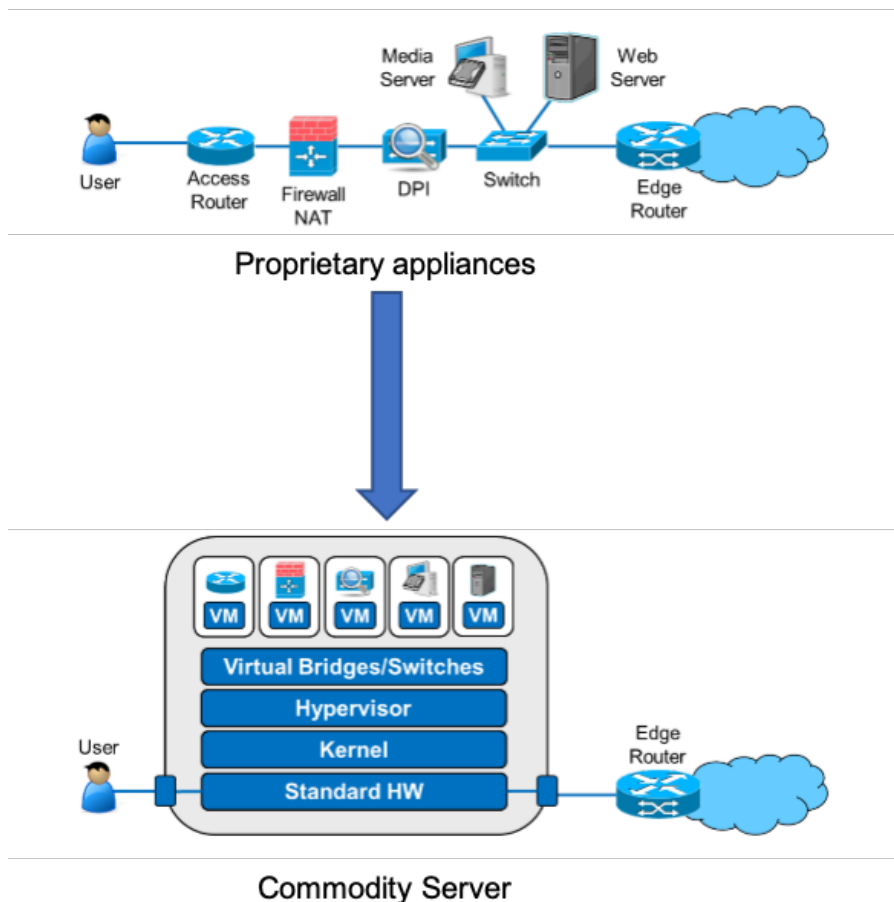 Media
Server
Web
Server
User
Access
Router
Firewall
NAT
DPI
Switch
Edge
Router
Proprietary appliances
VM
VM
VM
VM
VM
Virtual Bridges/Switches
Hypervisor
Kernel
Standard HW
User
Edge
Router
Commodity Server